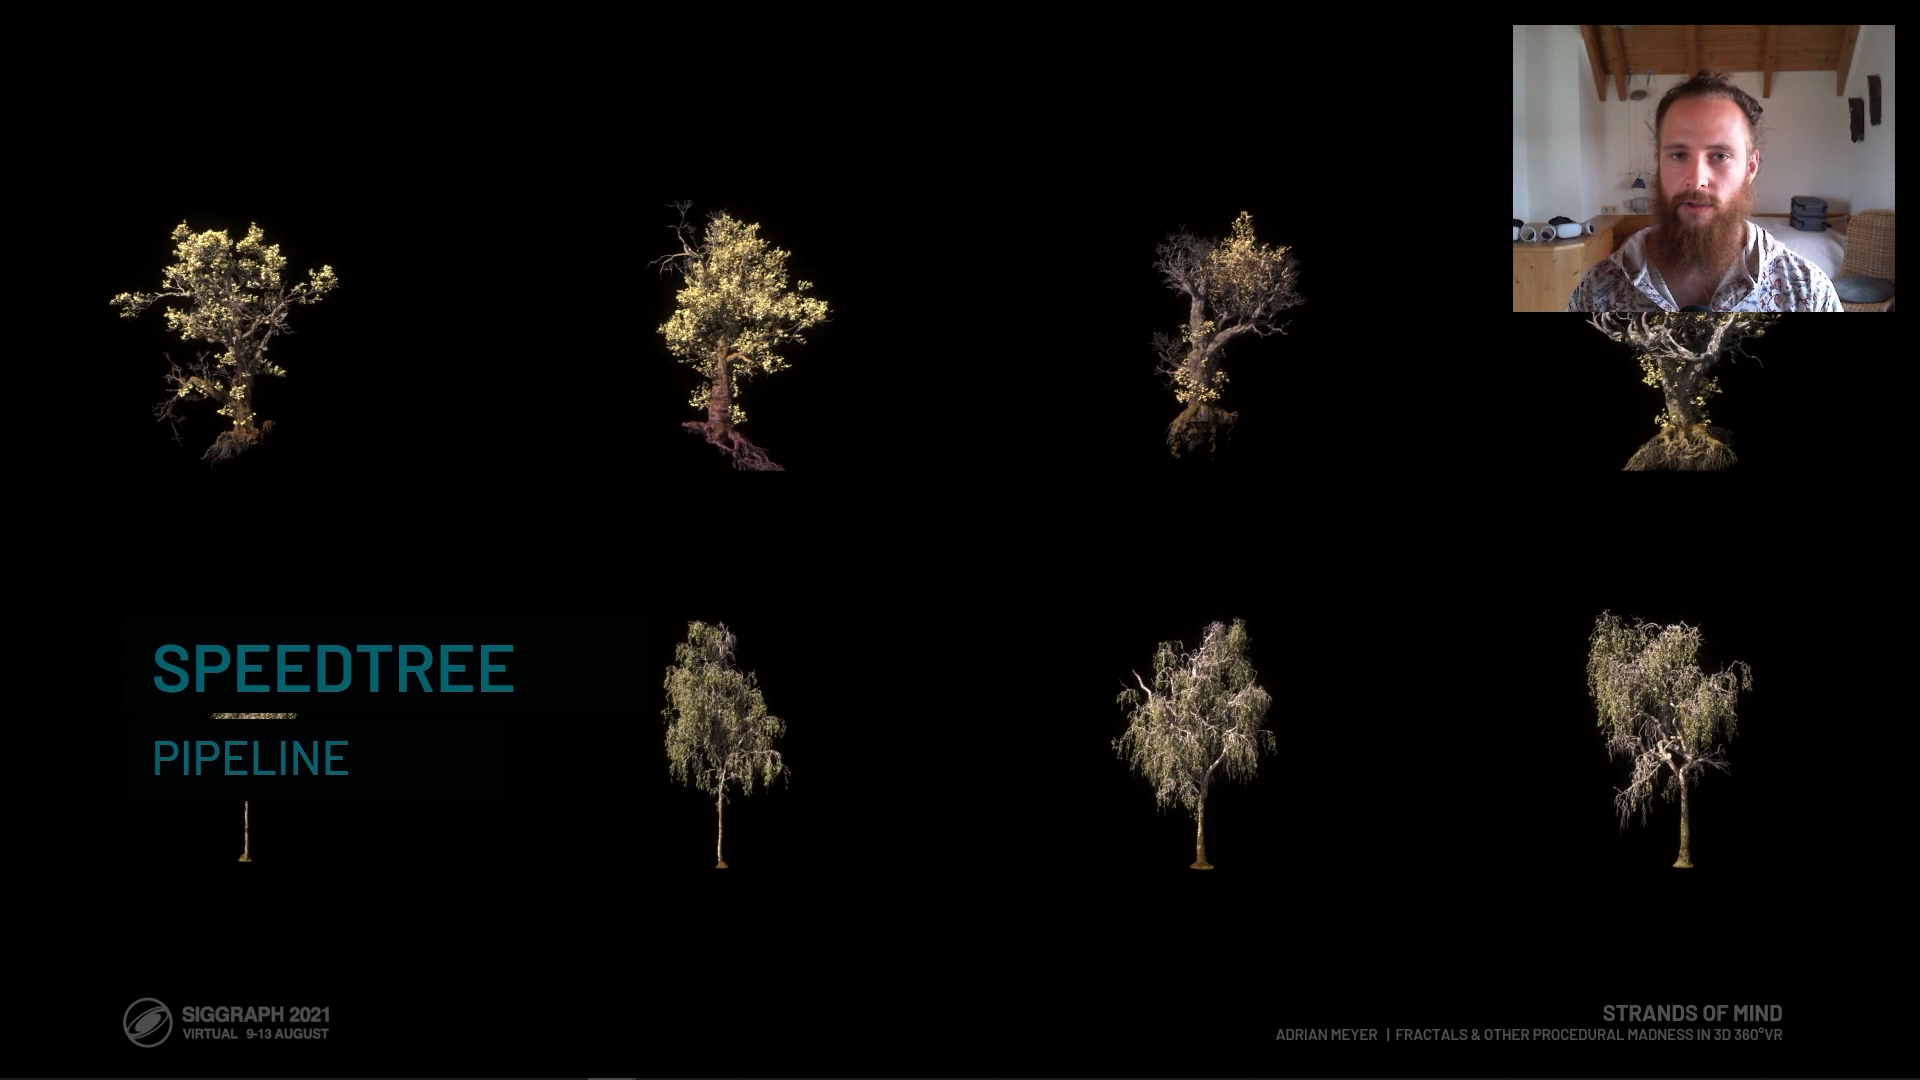 SPEEDTREE
PIPELINE
SIGGRAPH 2021
VIRTUAL 9-13 AUGUST
STRANDS OF MIND
ADRIAN MEYER | FRACTALS & OTHER PROCEDURAL MADNESS IN 3D 360°VR